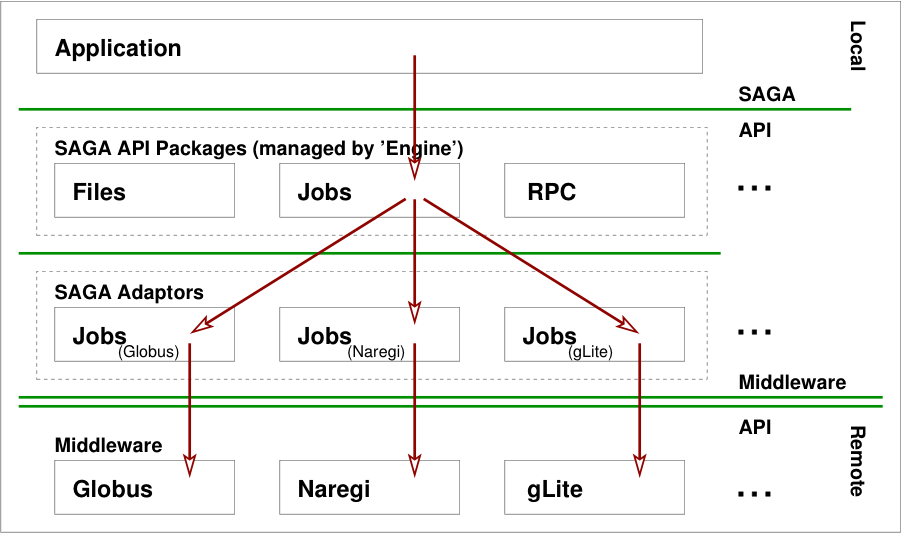 Application
Local
SAGA
API
SAGA API Packages (managed by ’Engine’)
Files
Jobs
RPC
...
SAGA Adaptors
Jobs
(Globus)
Jobs
(Naregi)
Jobs
(gLite)
...
Middleware
API
Remote
Middleware
Globus
Naregi
gLite
...